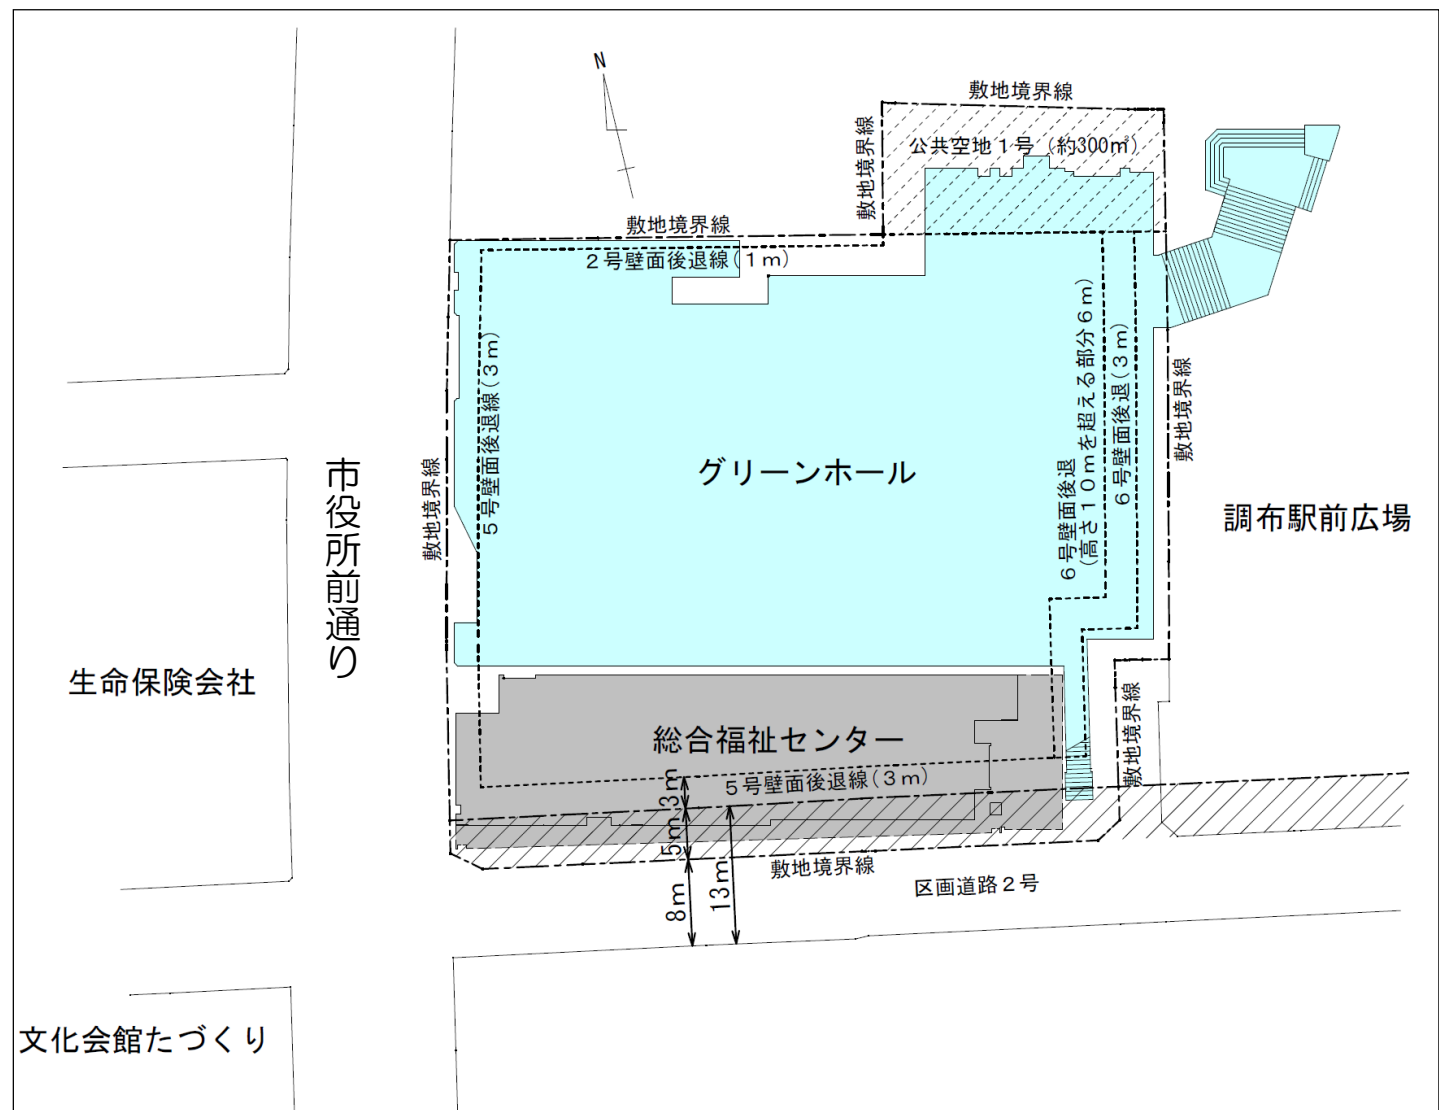 N
敷地境界線
敷地境界線
公共空地１号（約300㎡）
敷地境界線
２号壁面後退線（１ｍ）
５号壁面後退線（３ｍ）
６号壁面後退
（高さ１０ｍを超える部分６ｍ）
６号壁面後退（３ｍ）
敷地境界線
敷地境界線
グリーンホール
市役所前通り
調布駅前広場
生命保険会社
敷地境界線
総合福祉センター
５号壁面後退線（３ｍ）
3m
5m
8m
13m
敷地境界線
区画道路２号
文化会館たづくり